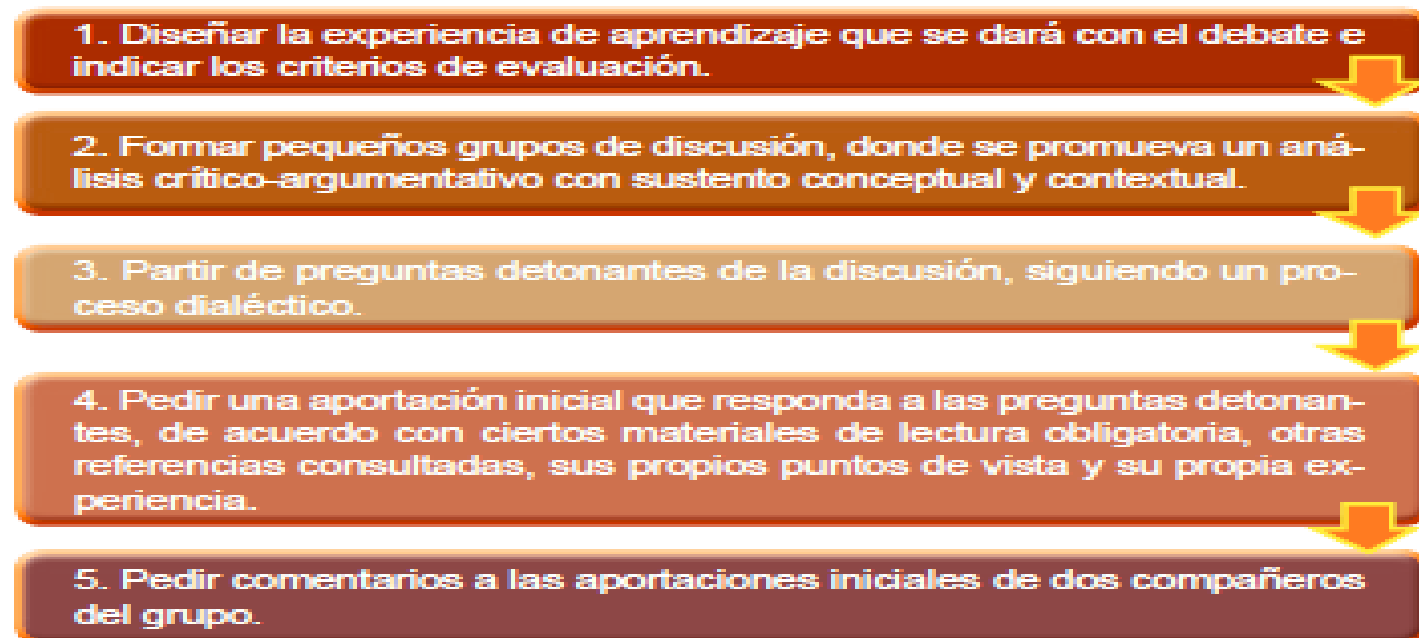 1. Diseñar la experiencia de aprendizaje que se dará con el debate e
indicar los criterios de evaluación.
2. Formar pequeños grupos de discusión, donde se promueva un aná-
lisis crítico-argumentativo con sustento conceptual y contextual.
3. Partir de preguntas detonantes de la discusión, siguiendo un pro-
ceso dialéctico.
4. Pedir una aportación inicial que responda a las preguntas detonan-
tes, de acuerdo con ciertos materiales de lectura obligatoria, otras
referencias consultadas, sus propios puntos de vista y su propia ex-
periencia.
5. Pedir comentarios a las aportaciones iniciales de dos compañeros
del grupo.